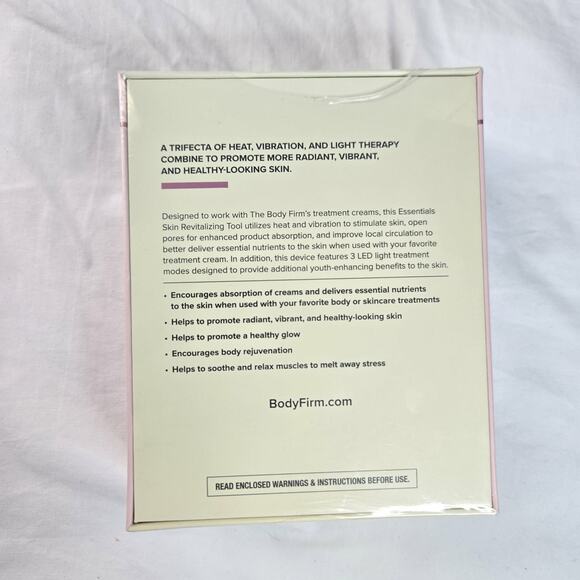 A TRIFECTA OF HEAT, VIBRATION, AND LIGHT THERAPY
COMBINE TO PROMOTE MORE RADIANT, VIBRANT,
AND HEALTHY-LOOKING SKIN.
Designed to work with The Body Firm's treatment creams, this Essentials
Skin Revitalizing Tool utilizes heat and vibration to stimulate skin, open
pores for enhanced product absorption, and improve local circulation to
better deliver essential nutrients to the skin when used with your favorite
treatment cream. In addition, this device features 3 LED light treatment
modes designed to provide additional youth-enhancing benefits to the skin.
• Encourages absorption of creams and delivers essential nutrients
to the skin when used with your favorite body or skincare treatments
• Helps to promote radiant, vibrant, and healthy-looking skin
• Helps to promote a healthy glow
• Encourages body rejuvenation
• Helps to soothe and relax muscles to melt away stress
BodyFirm.com
READ ENCLOSED WARNINGS & INSTRUCTIONS BEFORE USE.